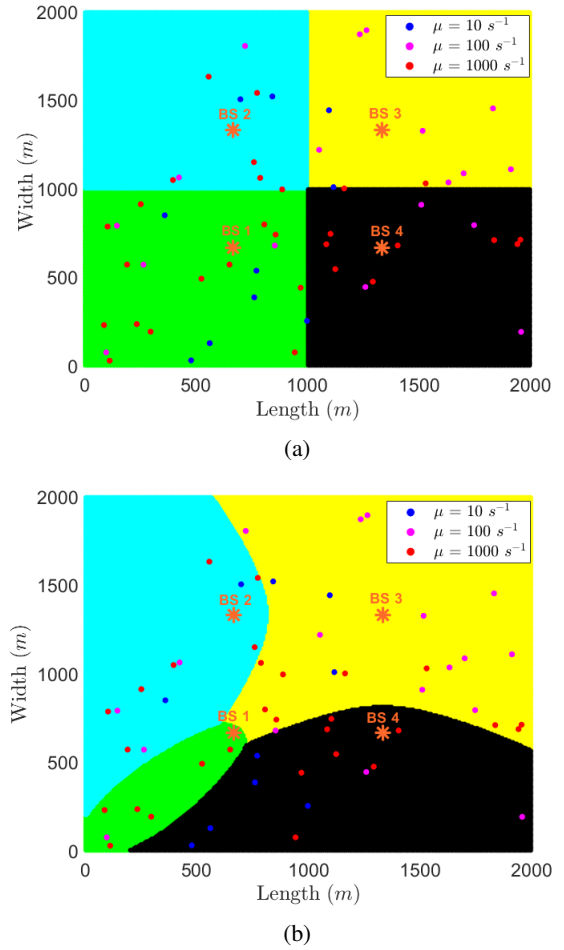 2000
1500
1000
500
0
Width (m)
μ = 10 s⁻¹
μ = 100 s⁻¹
μ = 1000 s⁻¹
BS 2
BS 3
BS 1
BS 4
0 500 1000 1500 2000
Length (m)
(a)
2000
1500
1000
500
0
Width (m)
μ = 10 s⁻¹
μ = 100 s⁻¹
μ = 1000 s⁻¹
BS 2
BS 3
BS 1
BS 4
0 500 1000 1500 2000
Length (m)
(b)